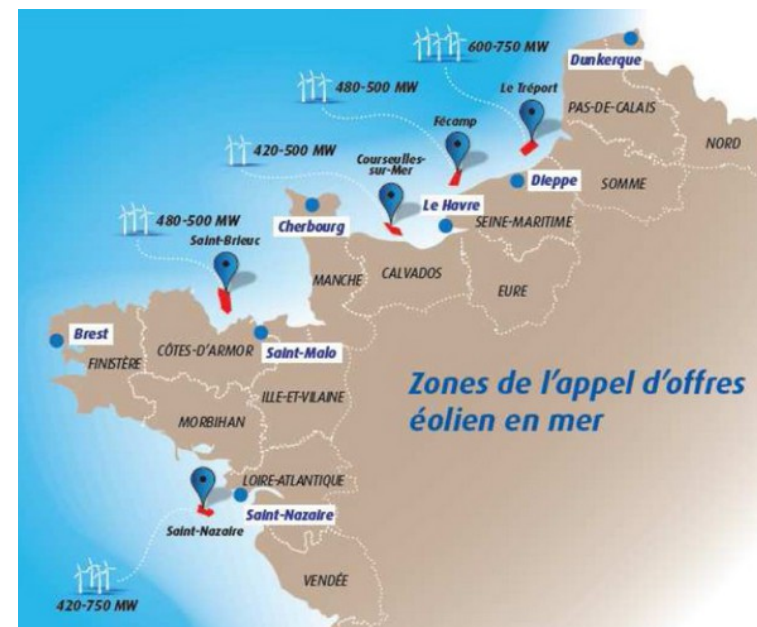 600-750 MW
Dunkerque
480-500 MW
Le Tréport
PAS-DE-CALAIS
Fécamp
NORD
420-500 MW
Courseulles-
sur-Mer
Dieppe
SOMME
Le Havre
480-500 MW
Cherbourg
SEINE-MARITIME
Saint-Brieuc
MANCHE
CALVADOS
EURE
Brest
CÔTES-D'ARMOR
Saint-Malo
FINISTÈRE
Zones de l'appel d'offres
éolien en mer
ILLE-ET-VILAINE
MORBIHAN
LOIRE-ATLANTIQUE
Saint-Nazaire
Saint-Nazaire
VENDÉE
420-750 MW